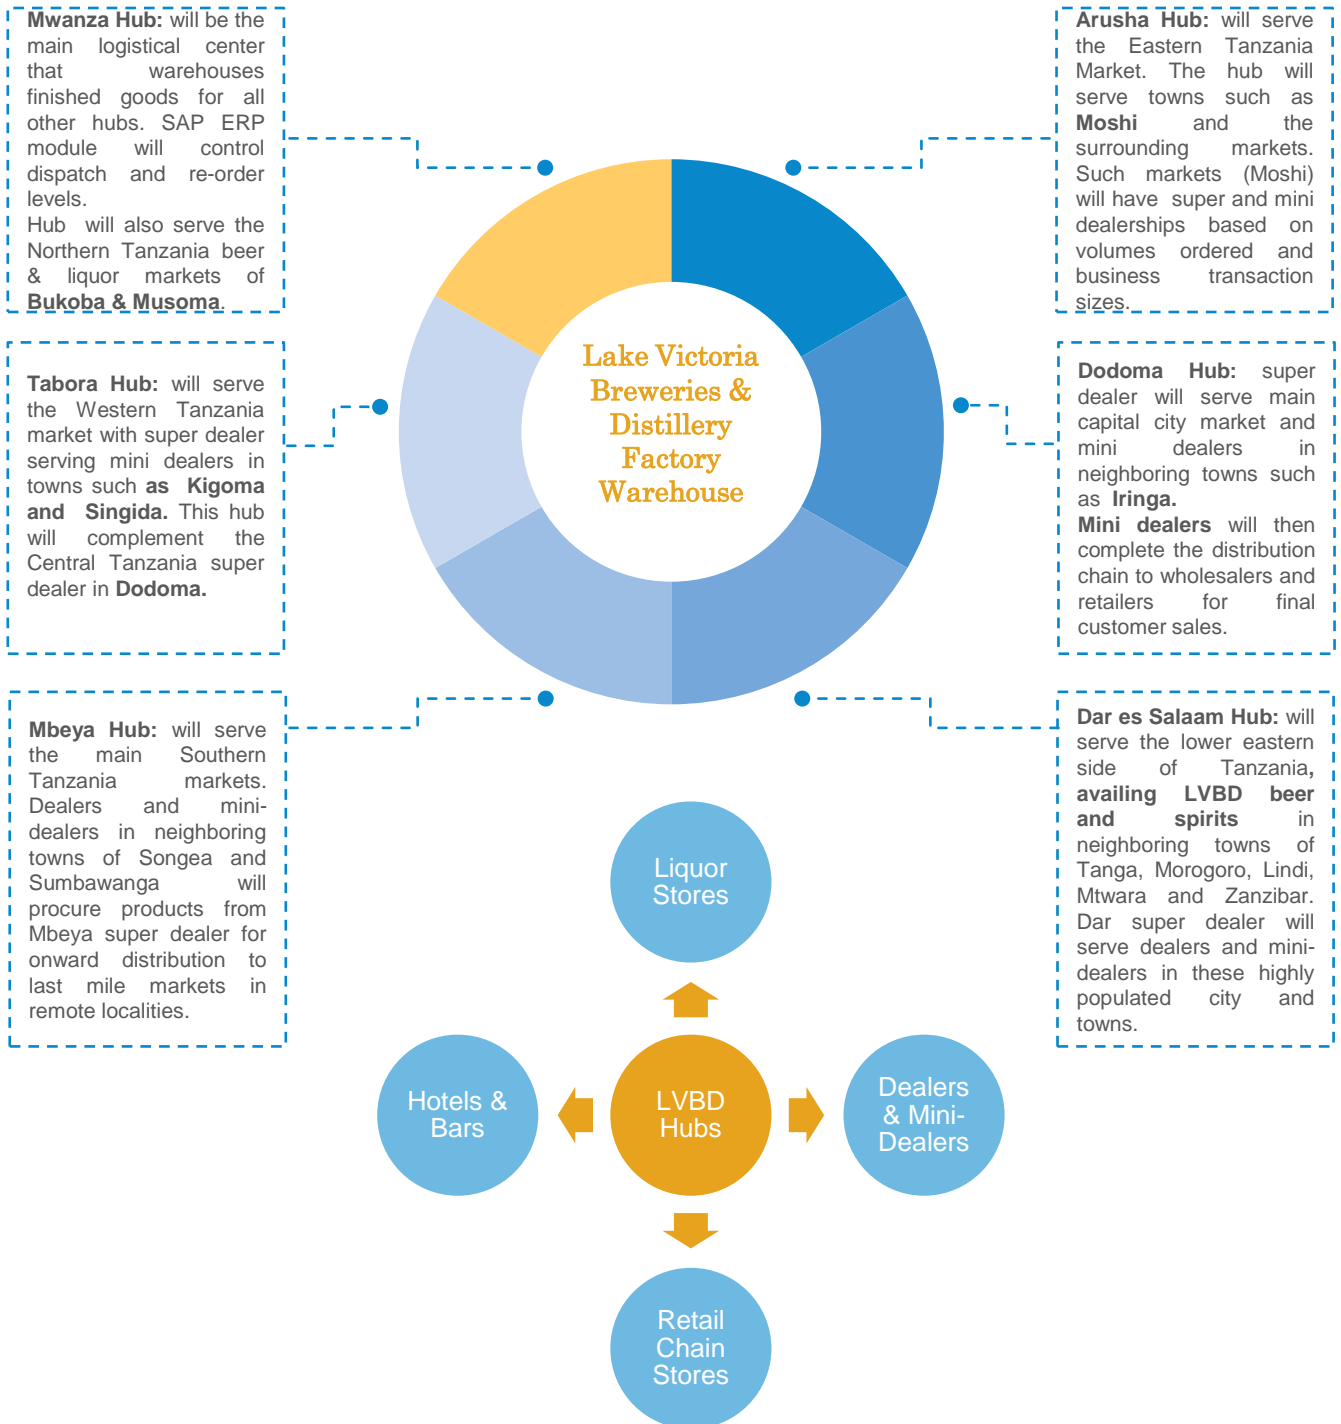 Mwanza Hub: will be the
main logistical center
that warehouses
finished goods for all
other hubs. SAP ERP
module will control
dispatch and re-order
levels.
Hub will also serve the
Northern Tanzania beer
& liquor markets of
Bukoba & Musoma.
Arusha Hub: will serve
the Eastern Tanzania
Market. The hub will
serve towns such as
Moshi and the
surrounding markets.
Such markets (Moshi)
will have super and mini
dealerships based on
volumes ordered and
business transaction
sizes.
Lake Victoria
Breweries &
Distillery
Factory
Warehouse
Tabora Hub: will serve
the Western Tanzania
market with super dealer
serving mini dealers in
towns such as Kigoma
and Singida. This hub
will complement the
Central Tanzania super
dealer in Dodoma.
Dodoma Hub: super
dealer will serve main
capital city market and
mini dealers in
neighboring towns such
as Iringa.
Mini dealers will then
complete the distribution
chain to wholesalers and
retailers for final
customer sales.
Mbeya Hub: will serve
the main Southern
Tanzania markets.
Dealers and mini-
dealers in neighboring
towns of Songea and
Sumbawanga will
procure products from
Mbeya super dealer for
onward distribution to
last mile markets in
remote localities.
Dar es Salaam Hub: will
serve the lower eastern
side of Tanzania,
availing LVBD beer
and spirits in
neighboring towns of
Tanga, Morogoro, Lindi,
Mtwara and Zanzibar.
Dar super dealer will
serve dealers and mini-
dealers in these highly
populated city and
towns.
Liquor
Stores
Hotels &
Bars
LVBD
Hubs
Dealers
& Mini-
Dealers
Retail
Chain
Stores